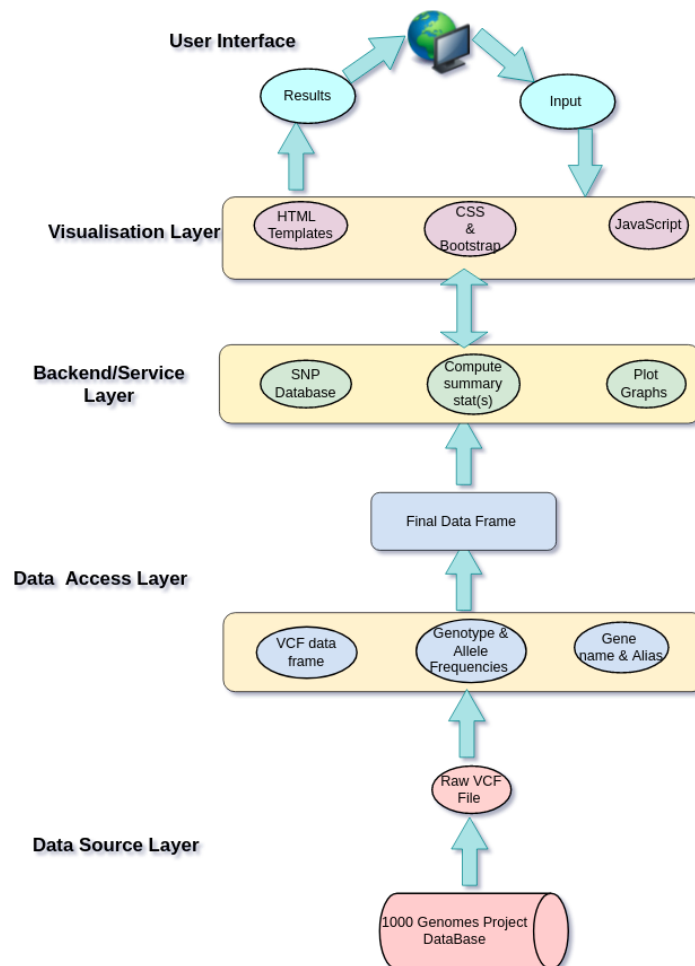 User Interface
Results
Input
Visualisation Layer
HTML
Templates
CSS
&
Bootstrap
JavaScript
Backend/Service
Layer
SNP
Database
Compute
summary
stat(s)
Plot
Graphs
Final Data Frame
Data Access Layer
VCF data
frame
Genotype &
Allele
Frequencies
Gene
name & Alias
Raw VCF
File
Data Source Layer
1000 Genomes Project
DataBase